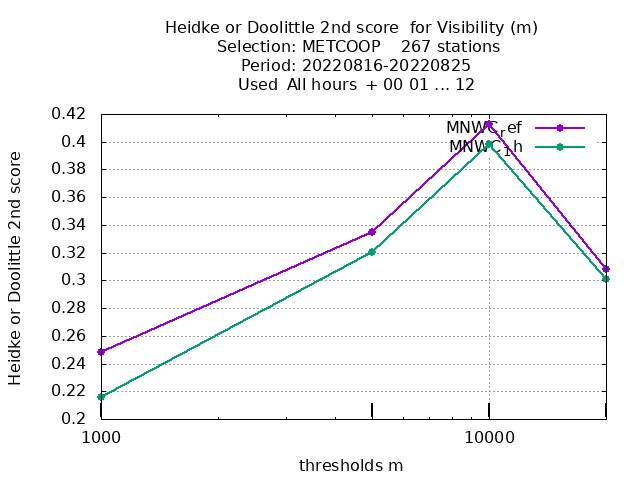 Heidke or Doolittle 2nd score  for Visibility (m)
Selection: METCOOP    267 stations
Period: 20220816-20220825
Used  All hours  + 00 01 ... 12
MNWC_ref
MNWC_1h
Heidke or Doolittle 2nd score
0.42
0.4
0.38
0.36
0.34
0.32
0.3
0.28
0.26
0.24
0.22
0.2
1000 10000
thresholds m